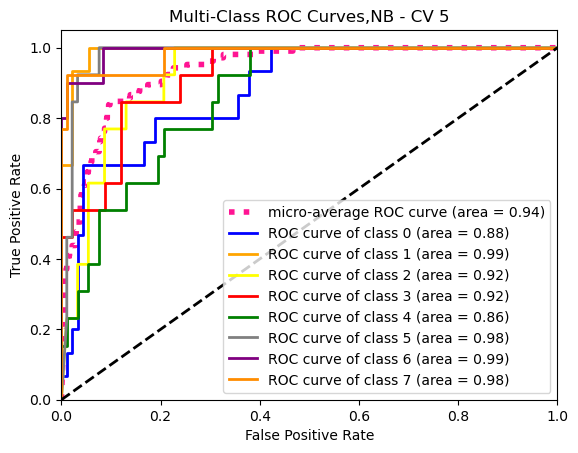 Multi-Class ROC Curves,NB - CV 5
True Positive Rate
1.0
0.8
0.6
0.4
0.2
0.0
micro-average ROC curve (area = 0.94)
ROC curve of class 0 (area = 0.88)
ROC curve of class 1 (area = 0.99)
ROC curve of class 2 (area = 0.92)
ROC curve of class 3 (area = 0.92)
ROC curve of class 4 (area = 0.86)
ROC curve of class 5 (area = 0.98)
ROC curve of class 6 (area = 0.99)
ROC curve of class 7 (area = 0.98)
0.0 0.2 0.4 0.6 0.8 1.0
False Positive Rate